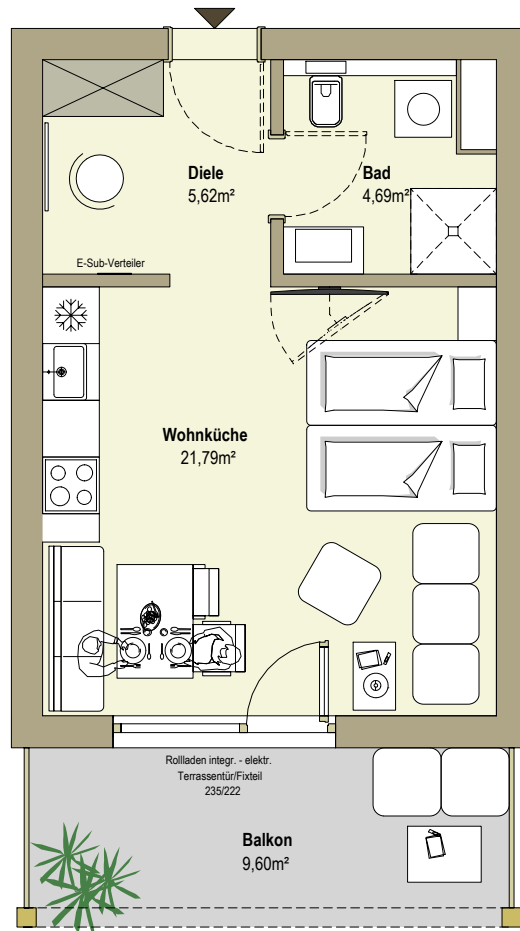 Diele
5,62m²
Bad
4,69m²
E-Sub-Verteiler
Wohnküche
21,79m²
Rollladen integr. - elektr.
Terrassentür/Fixteil
235/222
Balkon
9,60m²